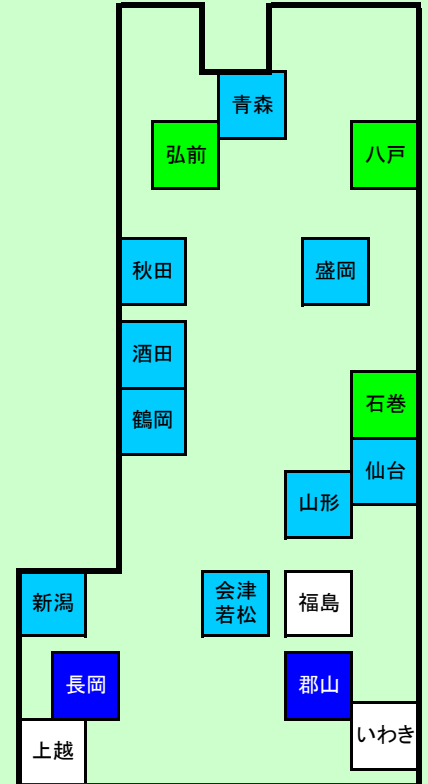 青森
弘前
八戸
秋田
盛岡
酒田
石巻
鶴岡
仙台
山形
新潟
会津
若松
福島
長岡
郡山
いわき
上越